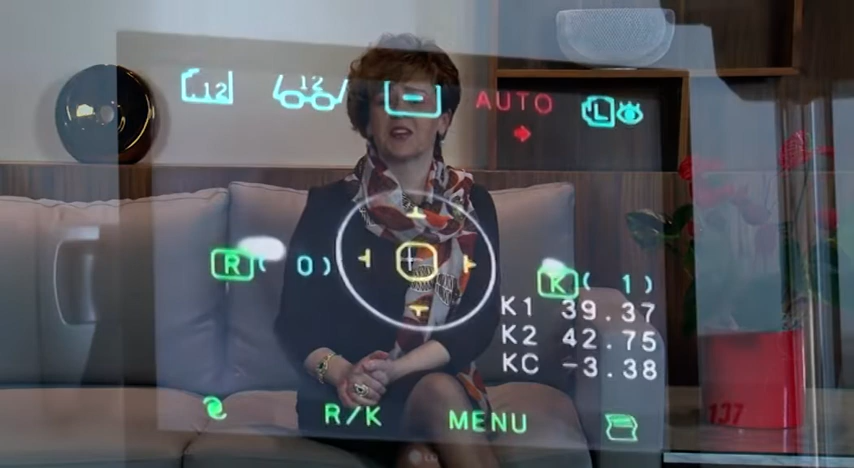 12 12 AUTO L
R ( 0) K ( 1)
K1 39.37
K2 42.75
KC -3.38
R/K MENU
137